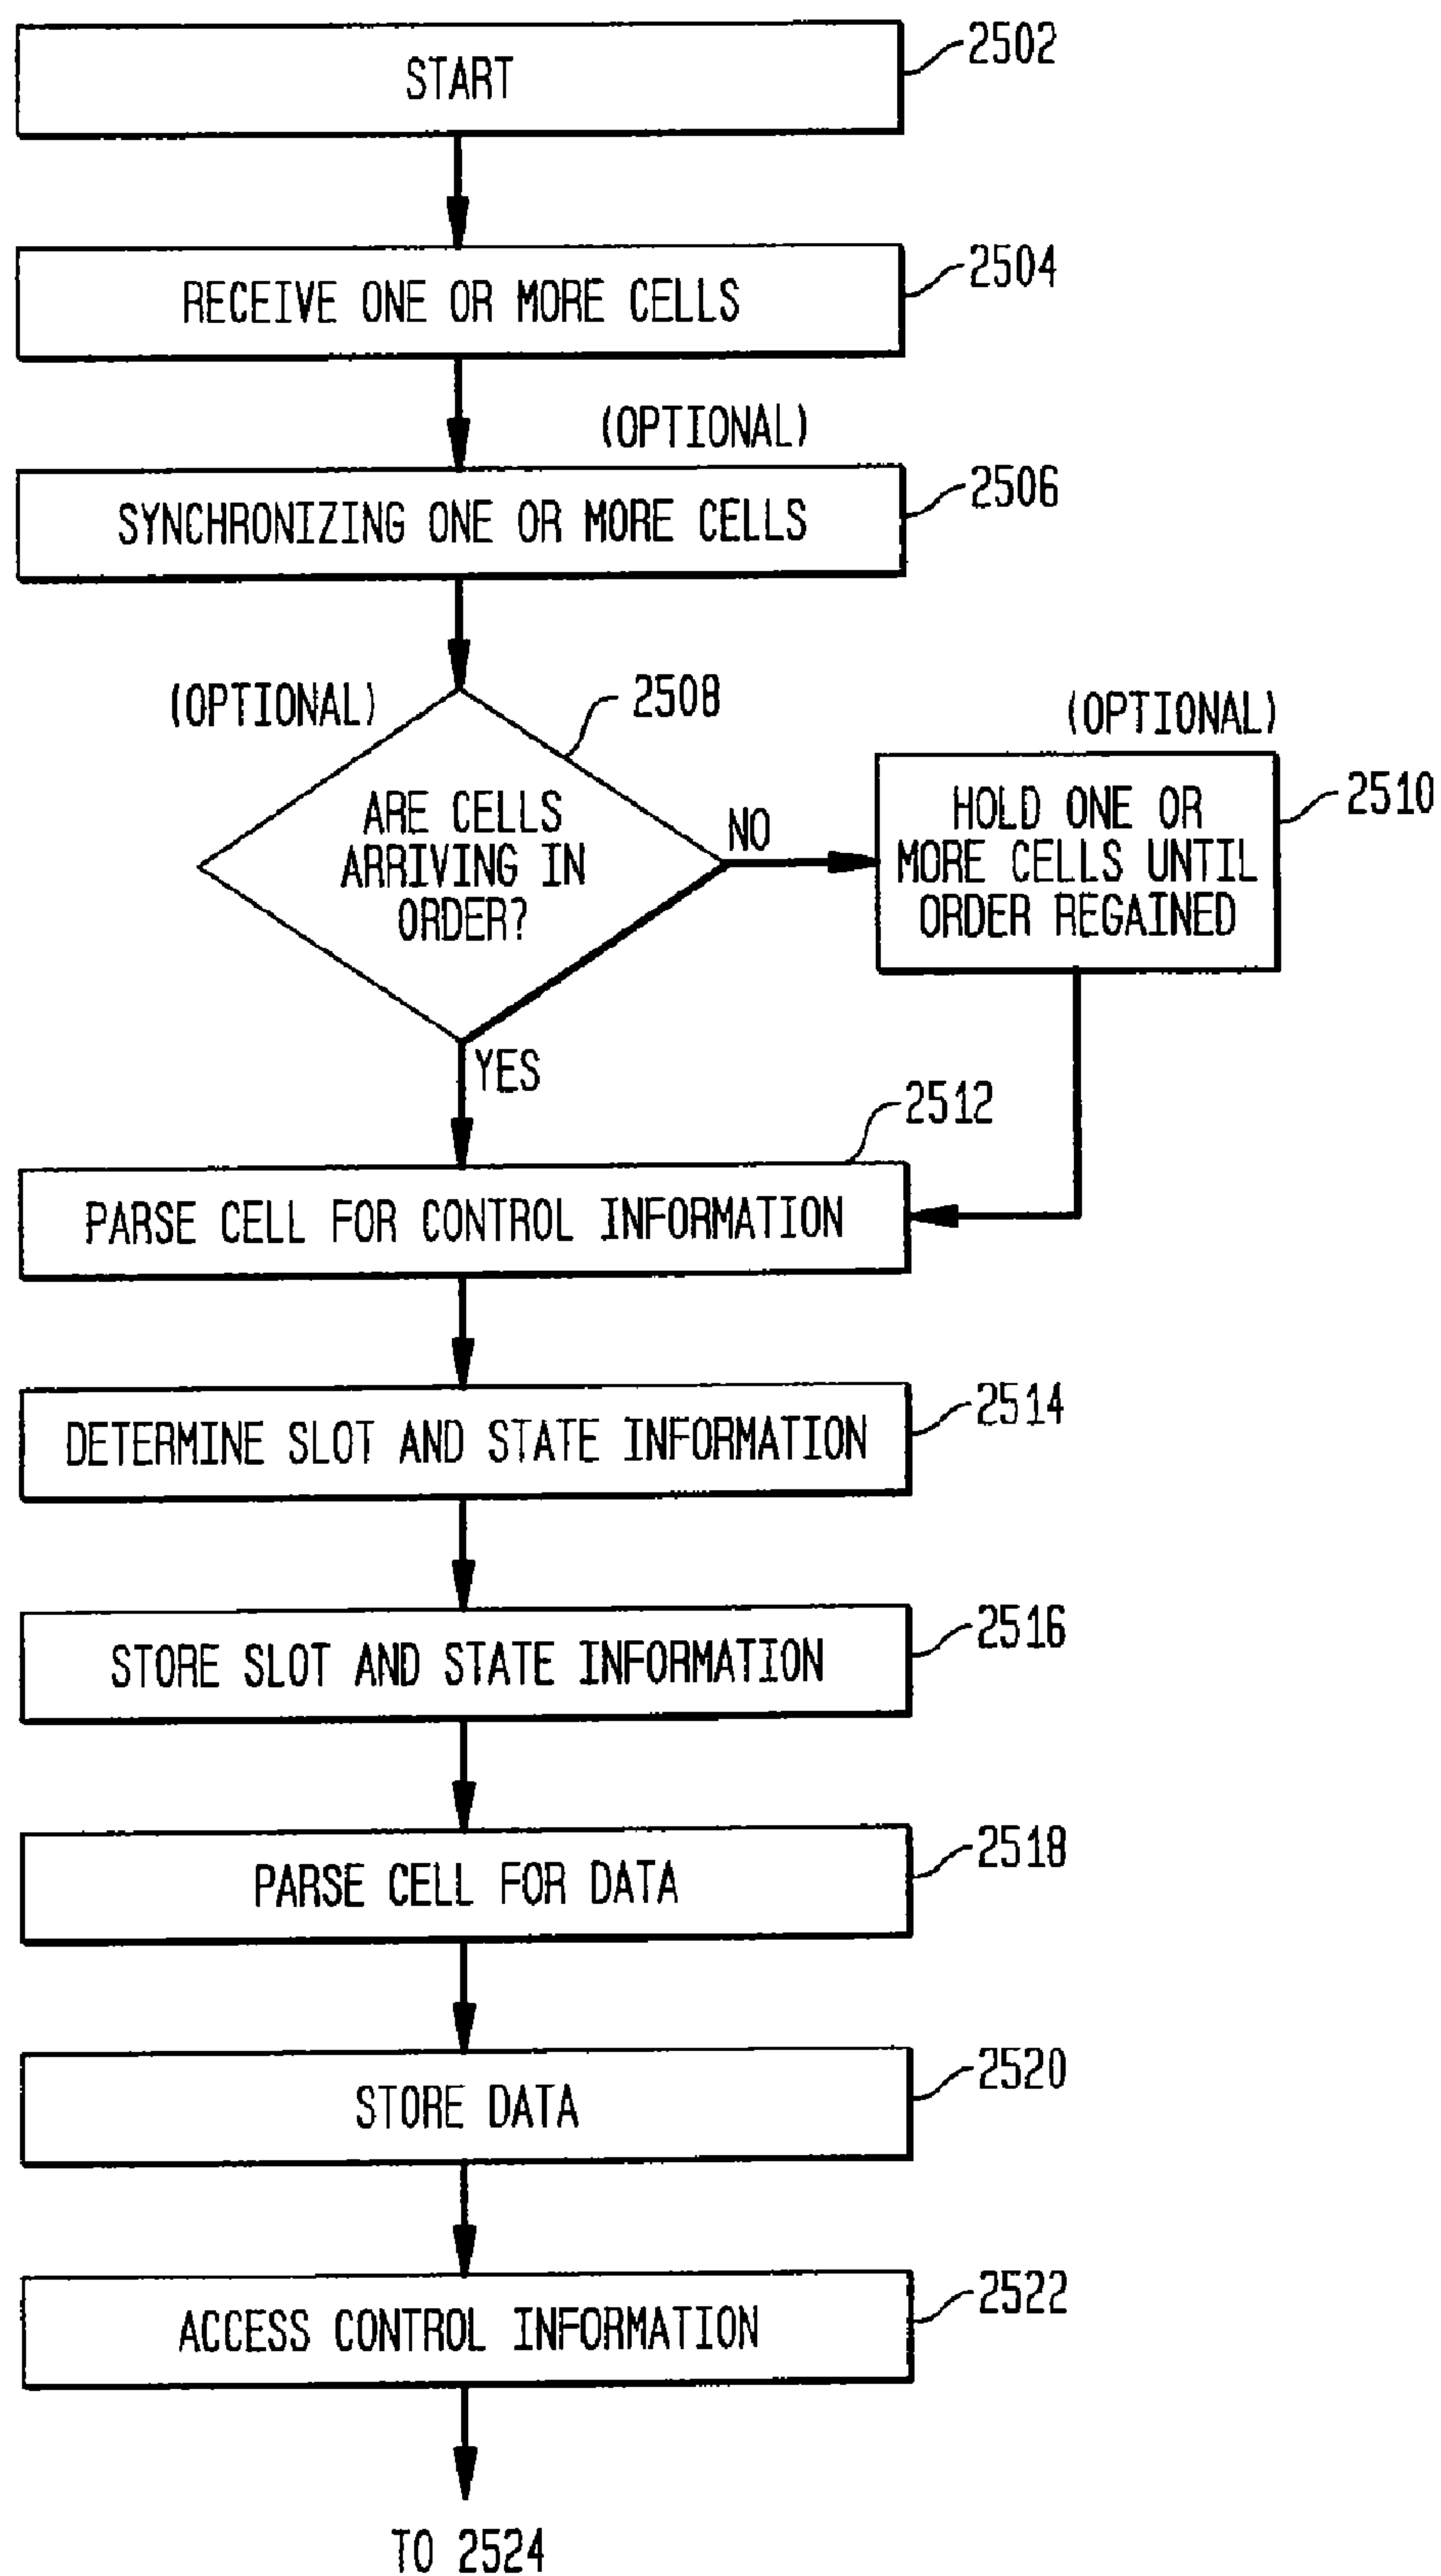 START
2502
RECEIVE ONE OR MORE CELLS
2504
(OPTIONAL)
SYNCHRONIZING ONE OR MORE CELLS
2506
(OPTIONAL)
2508
ARE CELLS
ARRIVING IN
ORDER?
NO
YES
(OPTIONAL)
HOLD ONE OR
MORE CELLS UNTIL
ORDER REGAINED
2510
2512
PARSE CELL FOR CONTROL INFORMATION
DETERMINE SLOT AND STATE INFORMATION
2514
STORE SLOT AND STATE INFORMATION
2516
PARSE CELL FOR DATA
2518
STORE DATA
2520
ACCESS CONTROL INFORMATION
2522
TO 2524